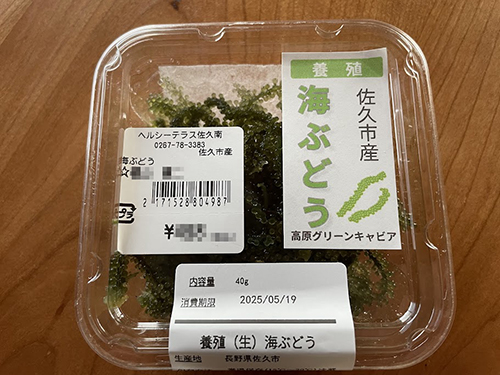 養殖
海ぶどう
佐久市産
高原グリーンキャビア
ヘルシーテラス佐久南
0267-78-3383
佐久市産
海ぶどう
☆
2 171528 804987
プラ
¥
内容量 40g
消費期限 2025/05/19
養殖（生）海ぶどう
生産地 長野県佐久市